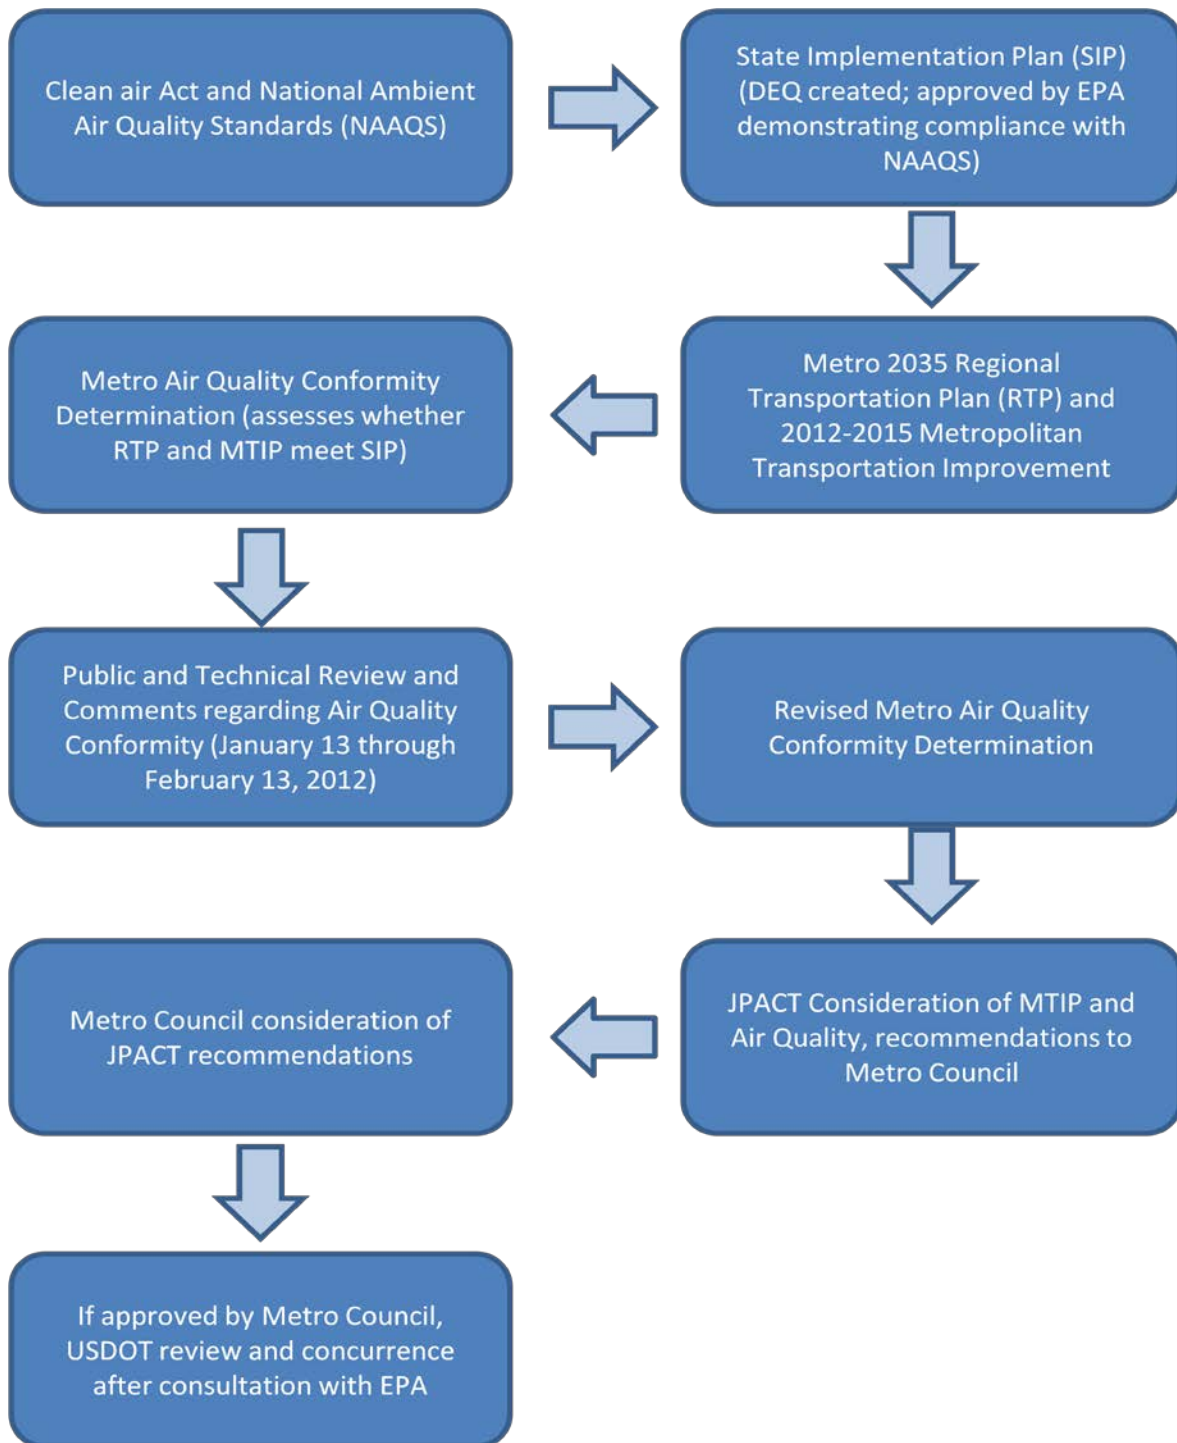 Clean air Act and National Ambient
Air Quality Standards (NAAQS)
State Implementation Plan (SIP)
(DEQ created; approved by EPA
demonstrating compliance with
NAAQS)
Metro 2035 Regional
Transportation Plan (RTP) and
2012-2015 Metropolitan
Transportation Improvement
Metro Air Quality Conformity
Determination (assesses whether
RTP and MTIP meet SIP)
Public and Technical Review and
Comments regarding Air Quality
Conformity (January 13 through
February 13, 2012)
Revised Metro Air Quality
Conformity Determination
JPACT Consideration of MTIP and
Air Quality, recommendations to
Metro Council
Metro Council consideration of
JPACT recommendations
If approved by Metro Council,
USDOT review and concurrence
after consultation with EPA